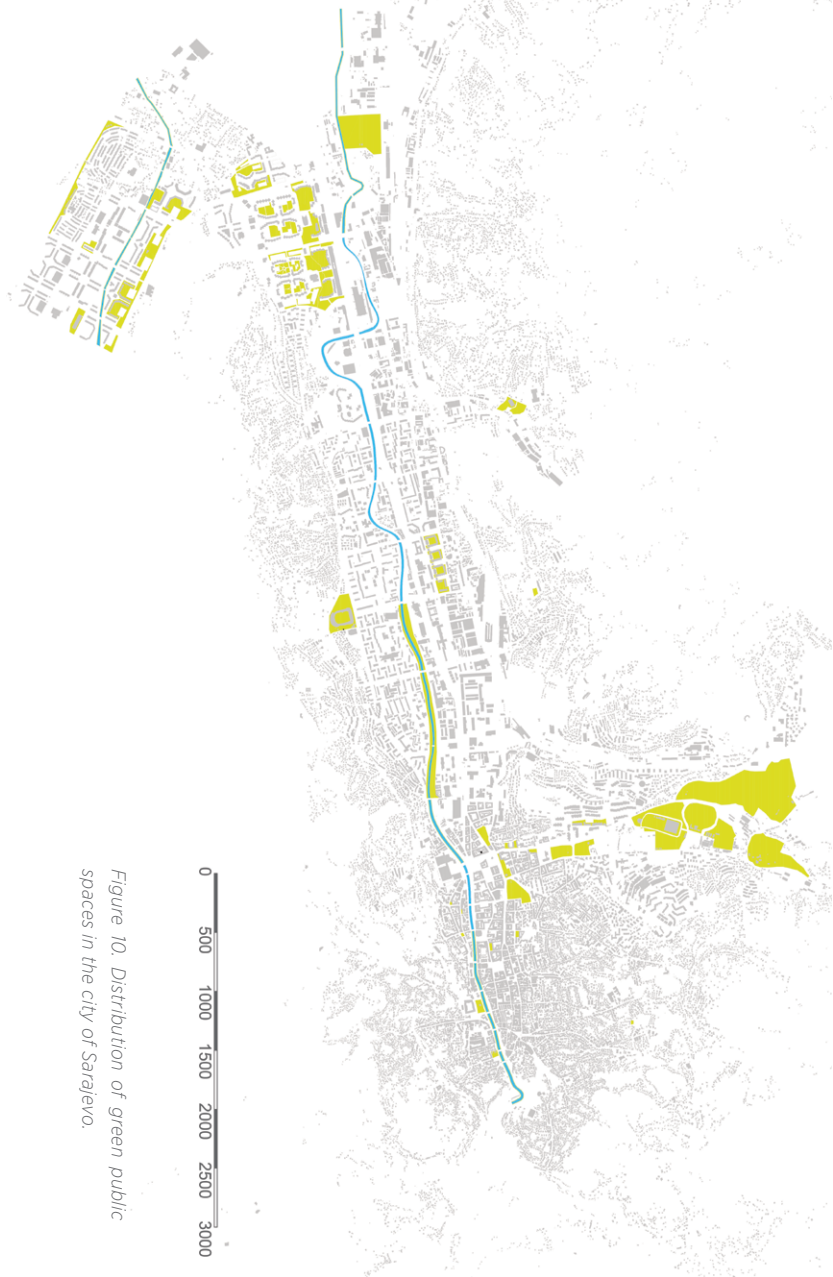 0 500 1000 1500 2000 2500 3000
Figure 10. Distribution of green public
spaces in the city of Sarajevo.